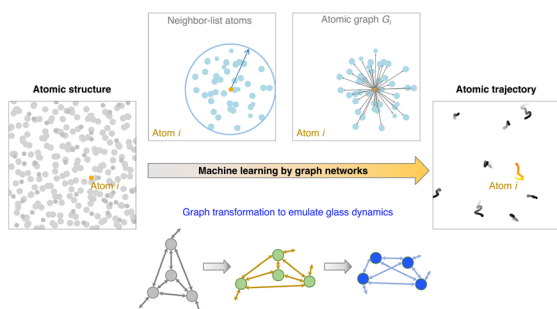 Neighbor-list atoms
Atomic graph Gi
Atomic structure
Atom i
Atom i
Atomic trajectory
Atom i
Machine learning by graph networks
Atom i
Graph transformation to emulate glass dynamics